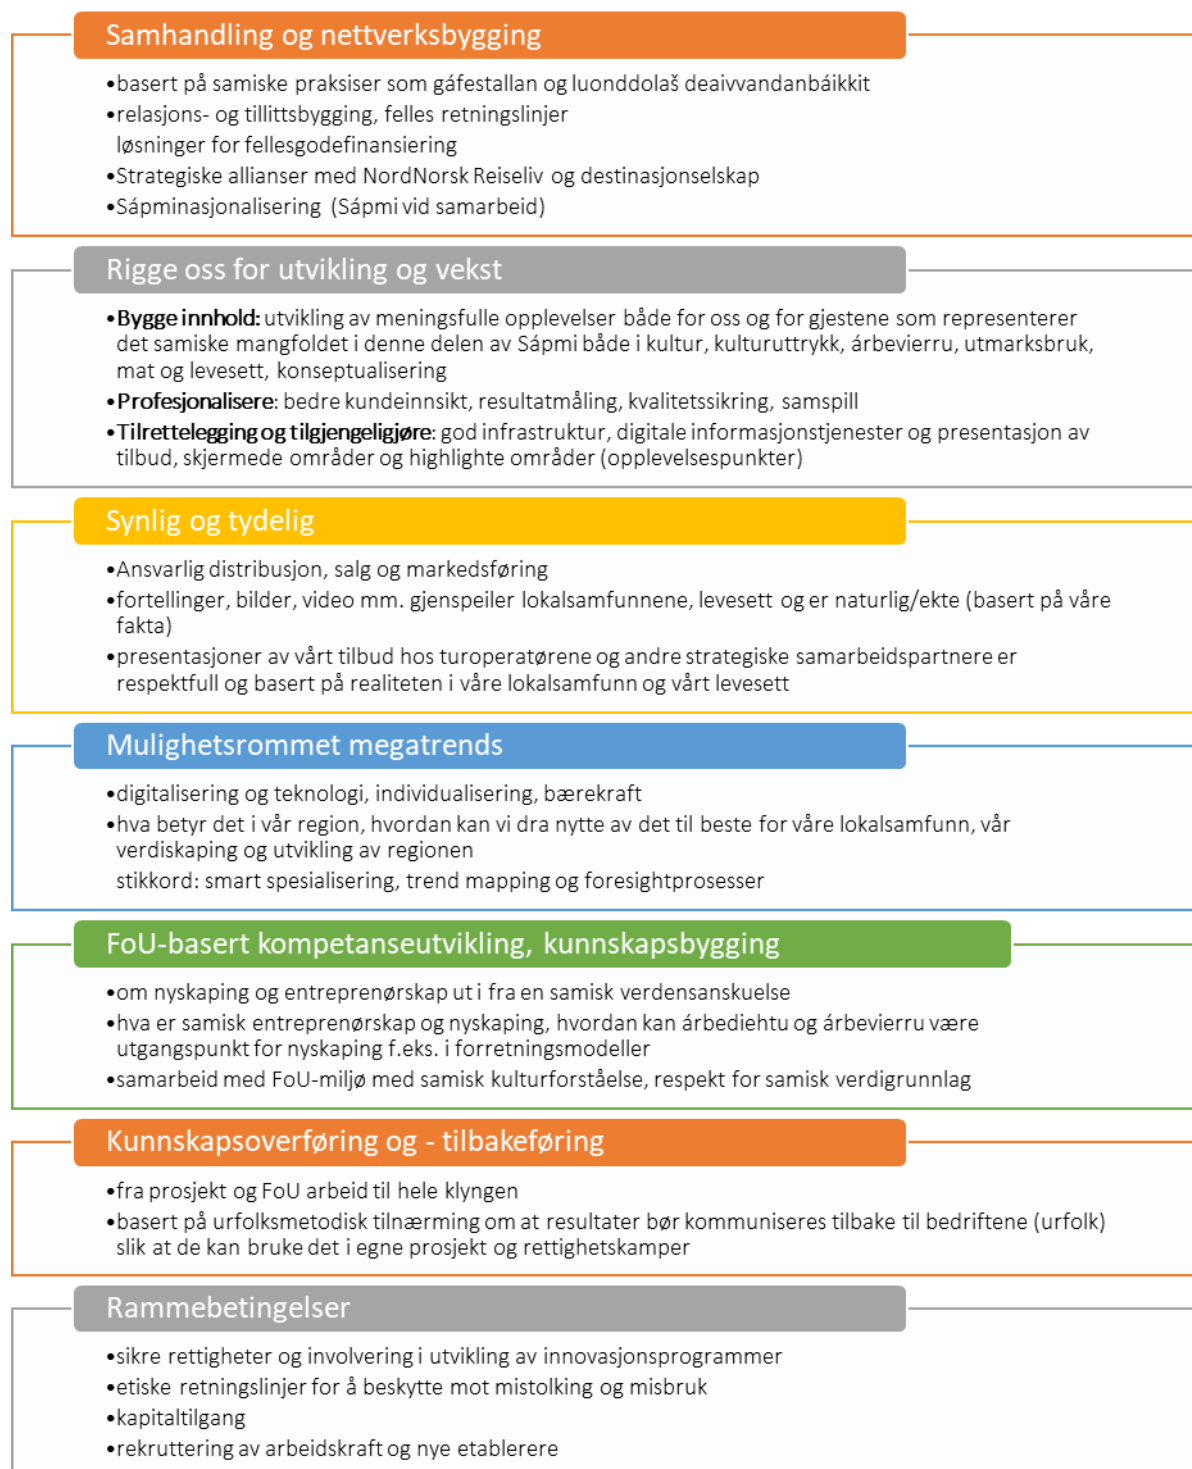 Samhandling og nettverksbygging
•basert på samiske praksiser som gáfestallan og luonddolaš deaivvandanbáikkit
•relasjons- og tillittsbygging, felles retningslinjer
løsninger for fellesgodefinansiering
•Strategiske allianser med NordNorsk Reiseliv og destinasjonselskap
•Sápminasjonalisering (Sápmi vid samarbeid)
Rigge oss for utvikling og vekst
•Bygge innhold: utvikling av meningsfulle opplevelser både for oss og for gjestene som representerer
det samiske mangfoldet i denne delen av Sápmi både i kultur, kulturuttrykk, árbevierru, utmarksbruk,
mat og levesett, konseptualisering
•Profesjonalisere: bedre kundeinnsikt, resultatmåling, kvalitetssikring, samspill
•Tilrettelegging og tilgjengeligjøre: god infrastruktur, digitale informasjonstjenester og presentasjon av
tilbud, skjermede områder og highlighte områder (opplevelsespunkter)
Synlig og tydelig
•Ansvarlig distribusjon, salg og markedsføring
•fortellinger, bilder, video mm. gjenspeiler lokalsamfunnene, levesett og er naturlig/ekte (basert på våre
fakta)
•presentasjoner av vårt tilbud hos turoperatørene og andre strategiske samarbeidspartnere er
respektfull og basert på realiteten i våre lokalsamfunn og vårt levesett
Mulighetsrommet megatrends
•digitalisering og teknologi, individualisering, bærekraft
•hva betyr det i vår region, hvordan kan vi dra nytte av det til beste for våre lokalsamfunn, vår
verdiskaping og utvikling av regionen
stikkord: smart spesialisering, trend mapping og foresightprosesser
FoU-basert kompetanseutvikling, kunnskapsbygging
•om nyskaping og entreprenørskap ut i fra en samisk verdensanskuelse
•hva er samisk entreprenørskap og nyskaping, hvordan kan árbediehtu og árbevierru være
utgangspunkt for nyskaping f.eks. i forretningsmodeller
•samarbeid med FoU-miljø med samisk kulturforståelse, respekt for samisk verdigrunnlag
Kunnskapsoverføring og - tilbakeføring
•fra prosjekt og FoU arbeid til hele klyngen
•basert på urfolksmetodisk tilnærming om at resultater bør kommuniseres tilbake til bedriftene (urfolk)
slik at de kan bruke det i egne prosjekt og rettighetskamper
Rammebetingelser
•sikre rettigheter og involvering i utvikling av innovasjonsprogrammer
•etiske retningslinjer for å beskytte mot mistolking og misbruk
•kapitaltilgang
•rekruttering av arbeidskraft og nye etablerere